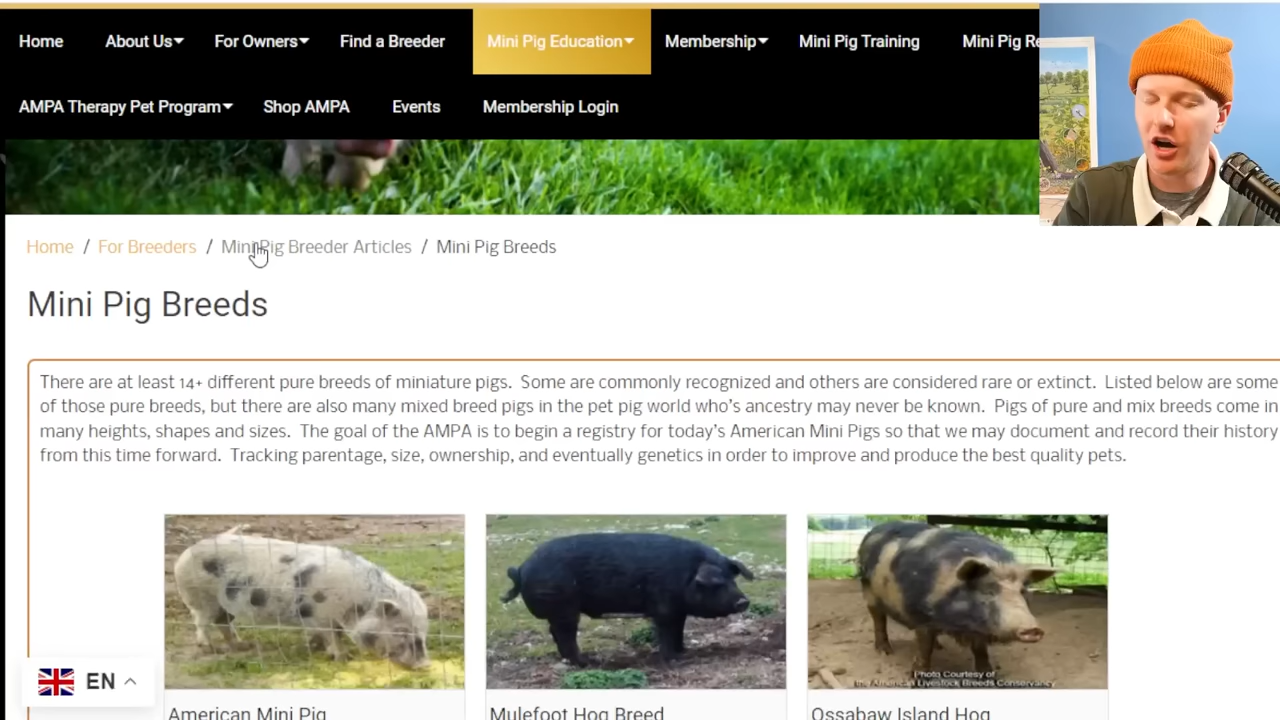 Home About Us For Owners Find a Breeder Mini Pig Education Membership Mini Pig Training Mini Pig
AMPA Therapy Pet Program Shop AMPA Events Membership Login
Home / For Breeders / Mini Pig Breeder Articles / Mini Pig Breeds
Mini Pig Breeds
There are at least 14+ different pure breeds of miniature pigs. Some are commonly recognized and others are considered rare or extinct. Listed below are some
of those pure breeds, but there are also many mixed breed pigs in the pet pig world who's ancestry may never be known. Pigs of pure and mix breeds come in
many heights, shapes and sizes. The goal of the AMPA is to begin a registry for today's American Mini Pigs so that we may document and record their history
from this time forward. Tracking parentage, size, ownership, and eventually genetics in order to improve and produce the best quality pets.
Photo Courtesy of
the American Livestock Breeds Conservancy
EN
American Mini Pig Mulefoot Hog Breed Ossabaw Island Hog